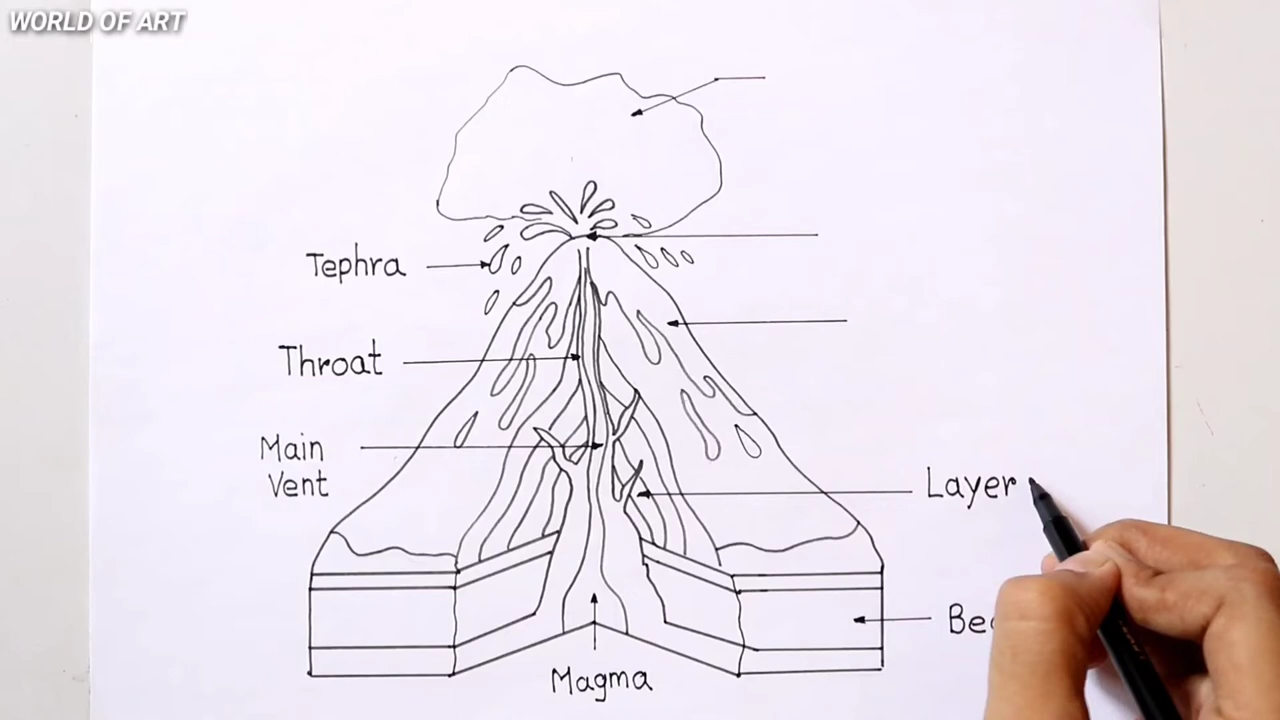 WORLD OF ART
Tephra
Throat
Main
Vent
Layer
Magma